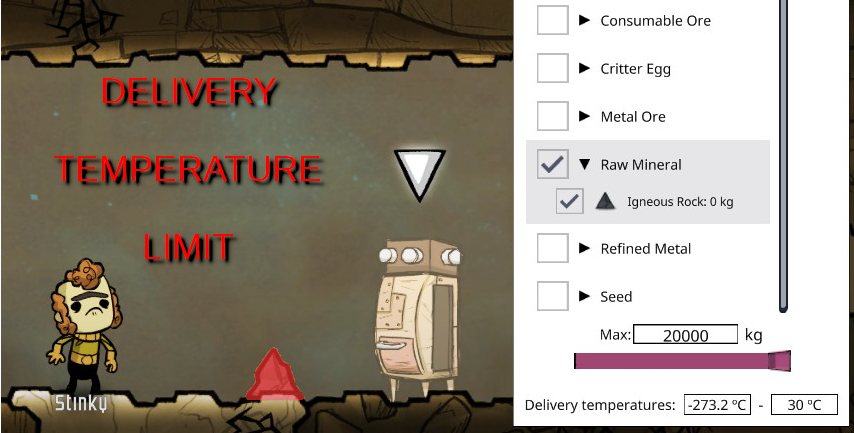 DELIVERY
TEMPERATURE
LIMIT
Stinky
Consumable Ore
Critter Egg
Metal Ore
Raw Mineral
Igneous Rock: 0 kg
Refined Metal
Seed
Max: 20000 kg
Delivery temperatures: -273.2 ºC - 30 ºC